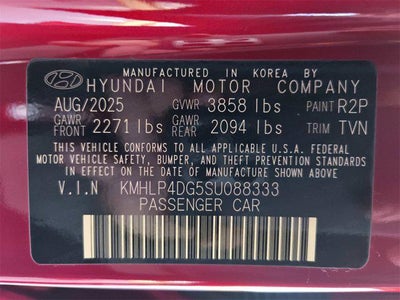 MANUFACTURED IN KOREA BY
HYUNDAI MOTOR COMPANY
AUG/2025 GVWR 3858 lbs PAINT R2P
GAWR FRONT 2271 lbs GAWR REAR 2094 lbs TRIM TVN
THIS VEHICLE CONFORMS TO ALL APPLICABLE U.S.A. FEDERAL
MOTOR VEHICLE SAFETY, BUMPER, AND THEFT PREVENTION
STANDARDS IN EFFECT ON THE DATE OF MANUFACTURE SHOWN ABOVE.
V.I.N KMHLP4DG5SU088333
PASSENGER CAR